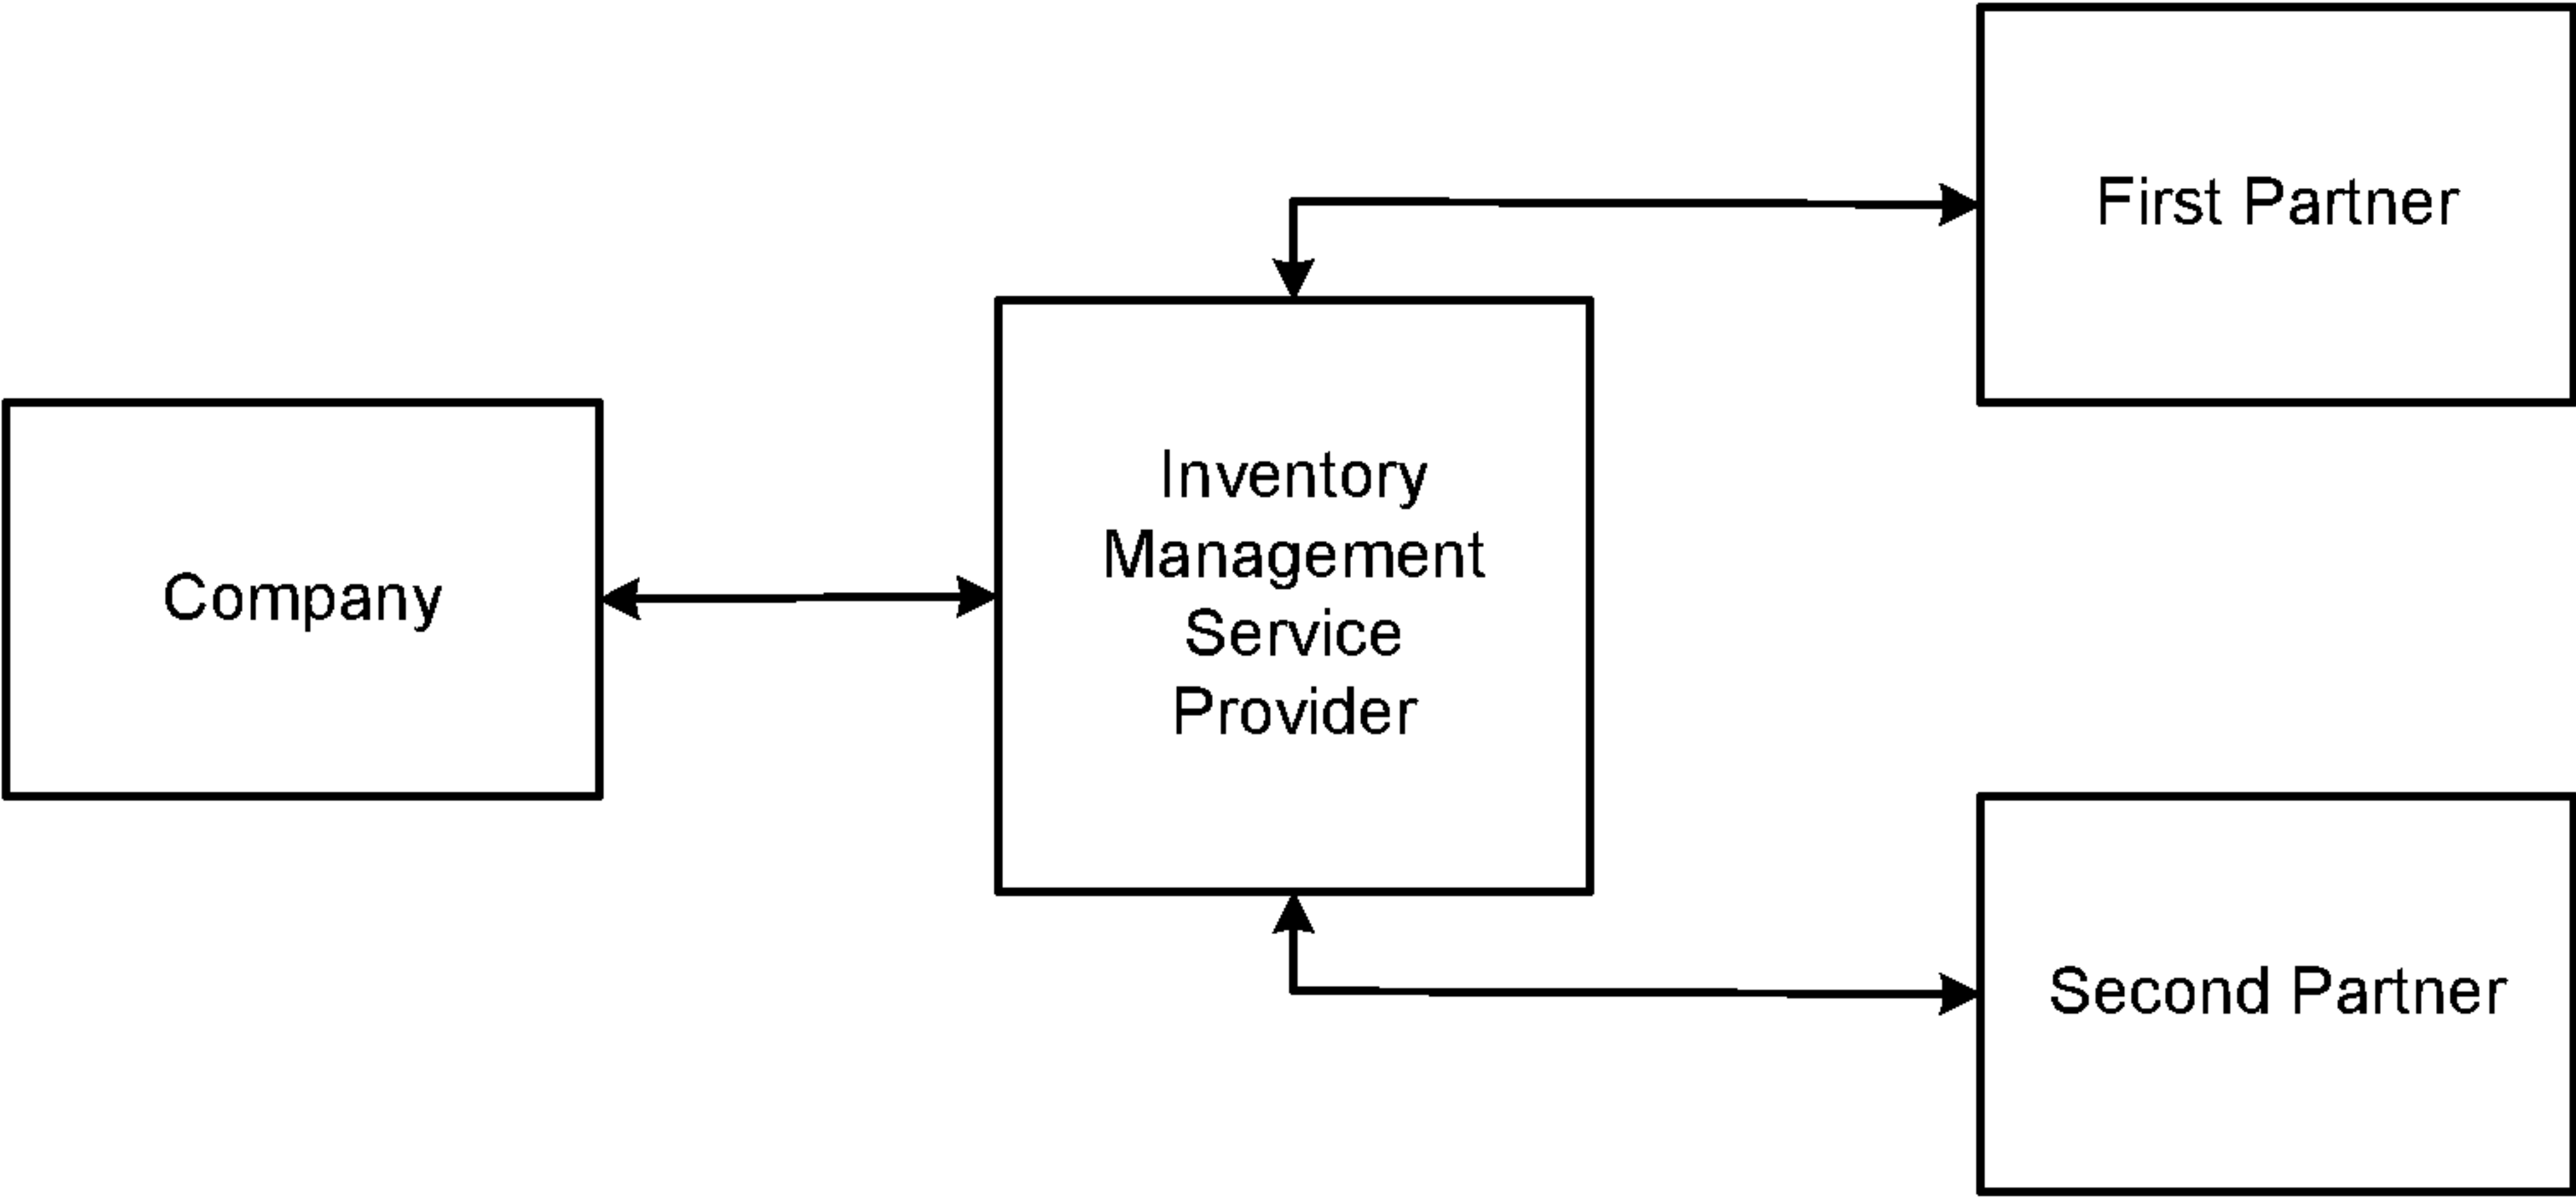 First Partner
Company
Inventory
Management
Service
Provider
Second Partner